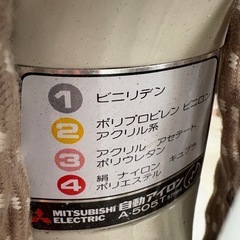 1 ビニリデン
2 ポリプロピレン ビニロン
アクリル系
3 アクリル アセテート
ポリウレタン
4 絹 ナイロン キュプラ
ポリエステル
MITSUBISHI 自動アイロン
ELECTRIC A-505T